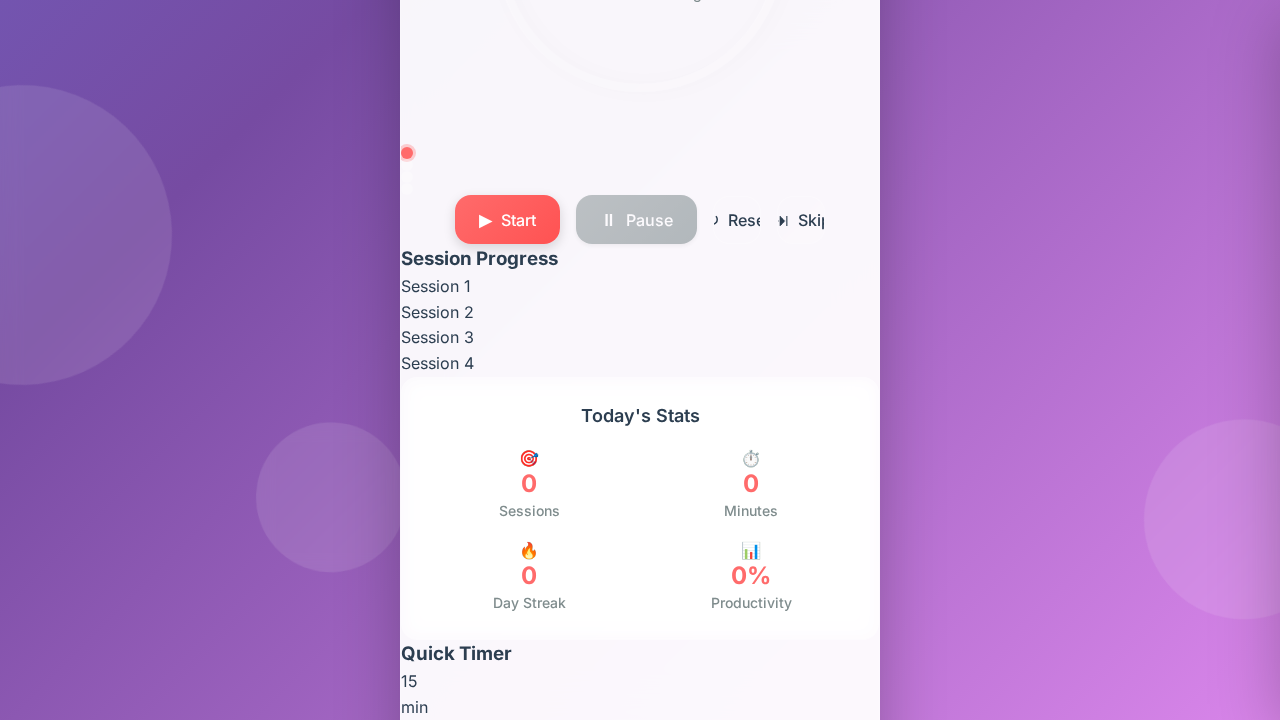 Start
Pause
Rese
Skip
Session Progress
Session 1
Session 2
Session 3
Session 4
Today's Stats
0
Sessions
0
Minutes
0
Day Streak
0%
Productivity
Quick Timer
15
min